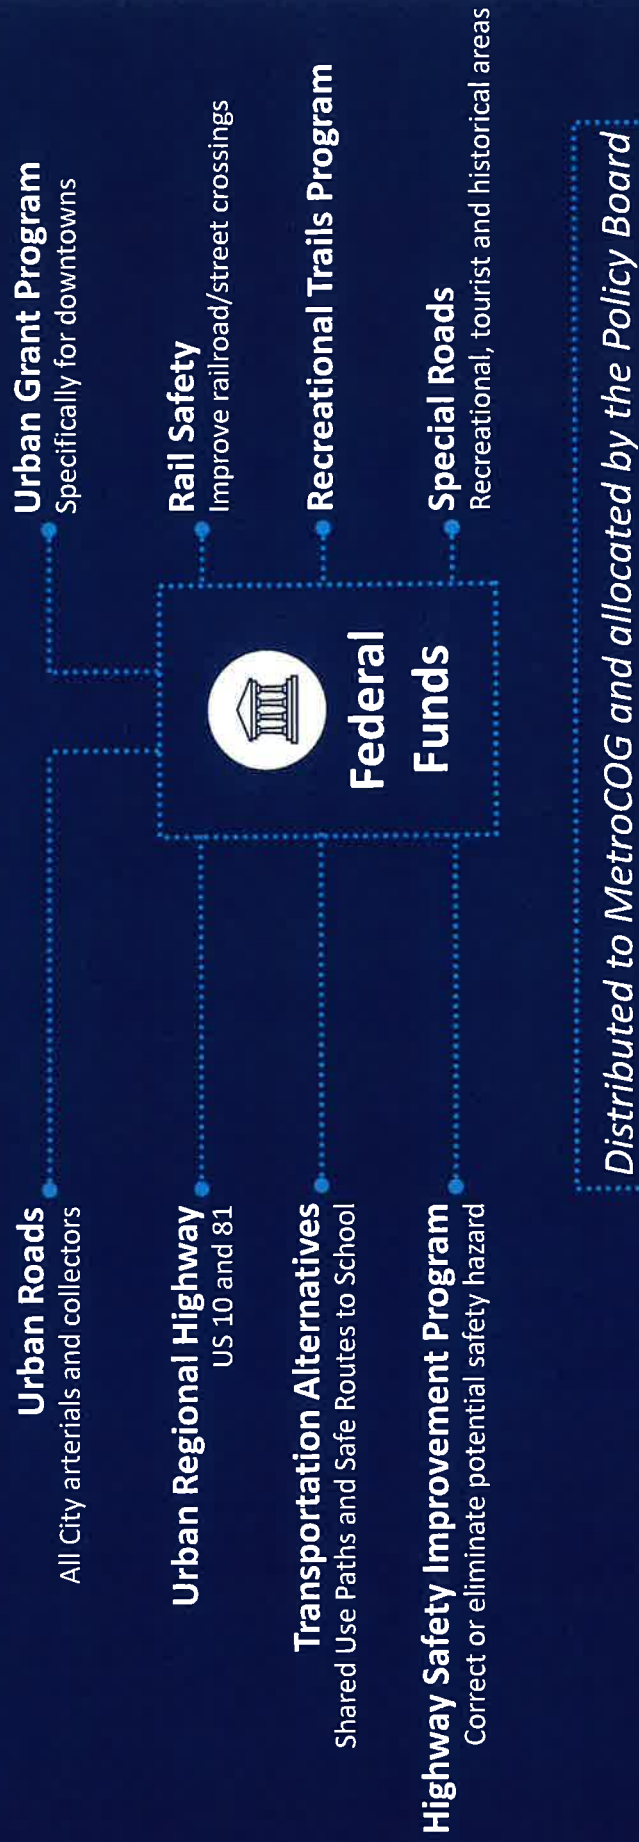 Urban Roads
All City arterials and collectors
Urban Regional Highway
US 10 and 81
Transportation Alternatives
Shared Use Paths and Safe Routes to School
Highway Safety Improvement Program
Correct or eliminate potential safety hazard
Federal
Funds
Urban Grant Program
Specifically for downtowns
Rail Safety
Improve railroad/street crossings
Recreational Trails Program
Special Roads
Recreational, tourist and historical areas
Distributed to MetroCOG and allocated by the Policy Board